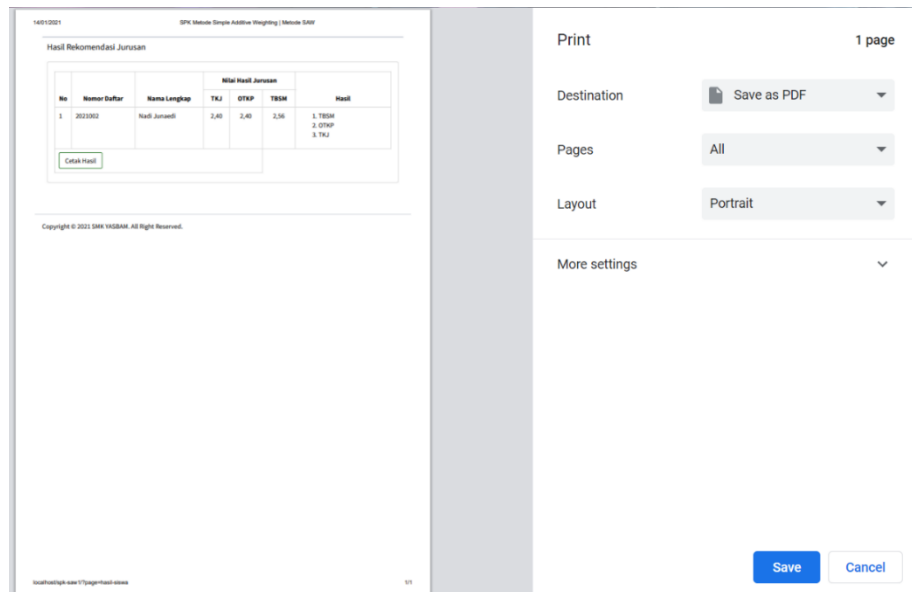 14/01/2021 SPK Metode Simple Additive Weighting | Metode SAW
Hasil Rekomendasi Jurusan
Nilai Hasil Jurusan
No Nomor Daftar Nama Lengkap TKJ OTKP TBSM Hasil
1 2021002 Nadi Junaedi 2,40 2,40 2,56 1. TBSM
2. OTKP
3. TKJ
Cetak Hasil
Copyright © 2021 SMK YASBAM. All Right Reserved.
localhost/spk-saw1/?page=hasil-siswa 1/1
Print 1 page
Destination Save as PDF
Pages All
Layout Portrait
More settings
Save Cancel